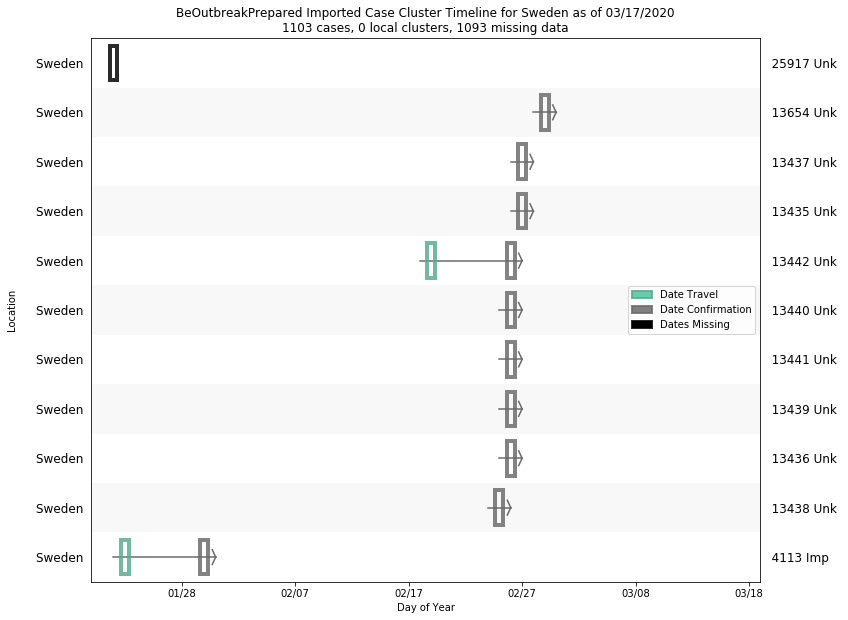 BeOutbreakPrepared Imported Case Cluster Timeline for Sweden as of 03/17/2020
1103 cases, 0 local clusters, 1093 missing data
Sweden 25917 Unk
Sweden 13654 Unk
Sweden 13437 Unk
Sweden 13435 Unk
Sweden 13442 Unk
Date Travel
Date Confirmation
Dates Missing
Location
Sweden 13440 Unk
Sweden 13441 Unk
Sweden 13439 Unk
Sweden 13436 Unk
Sweden 13438 Unk
Sweden 4113 Imp
01/28 02/07 02/17 02/27 03/08 03/18
Day of Year